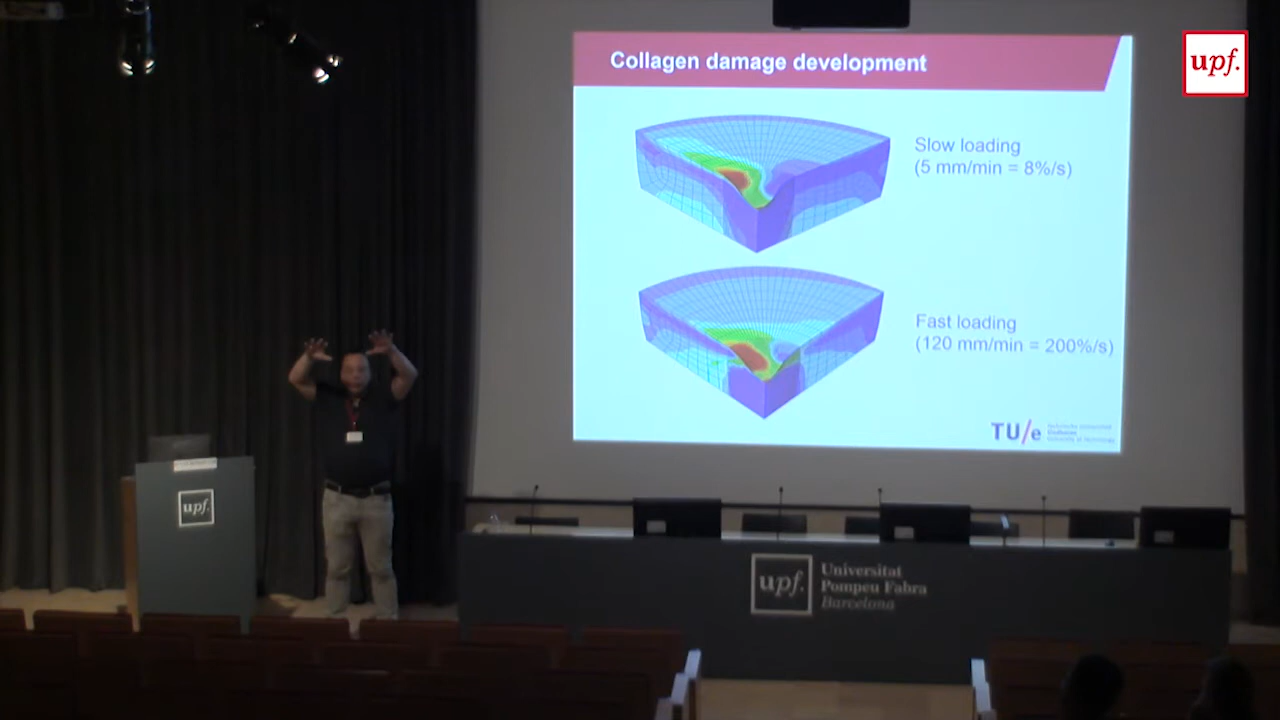 Collagen damage development
upf.
Slow loading
(5 mm/min = 8%/s)
Fast loading
(120 mm/min = 200%/s)
TU/e
upf.
upf.
Universitat
Pompeu Fabra
Barcelona